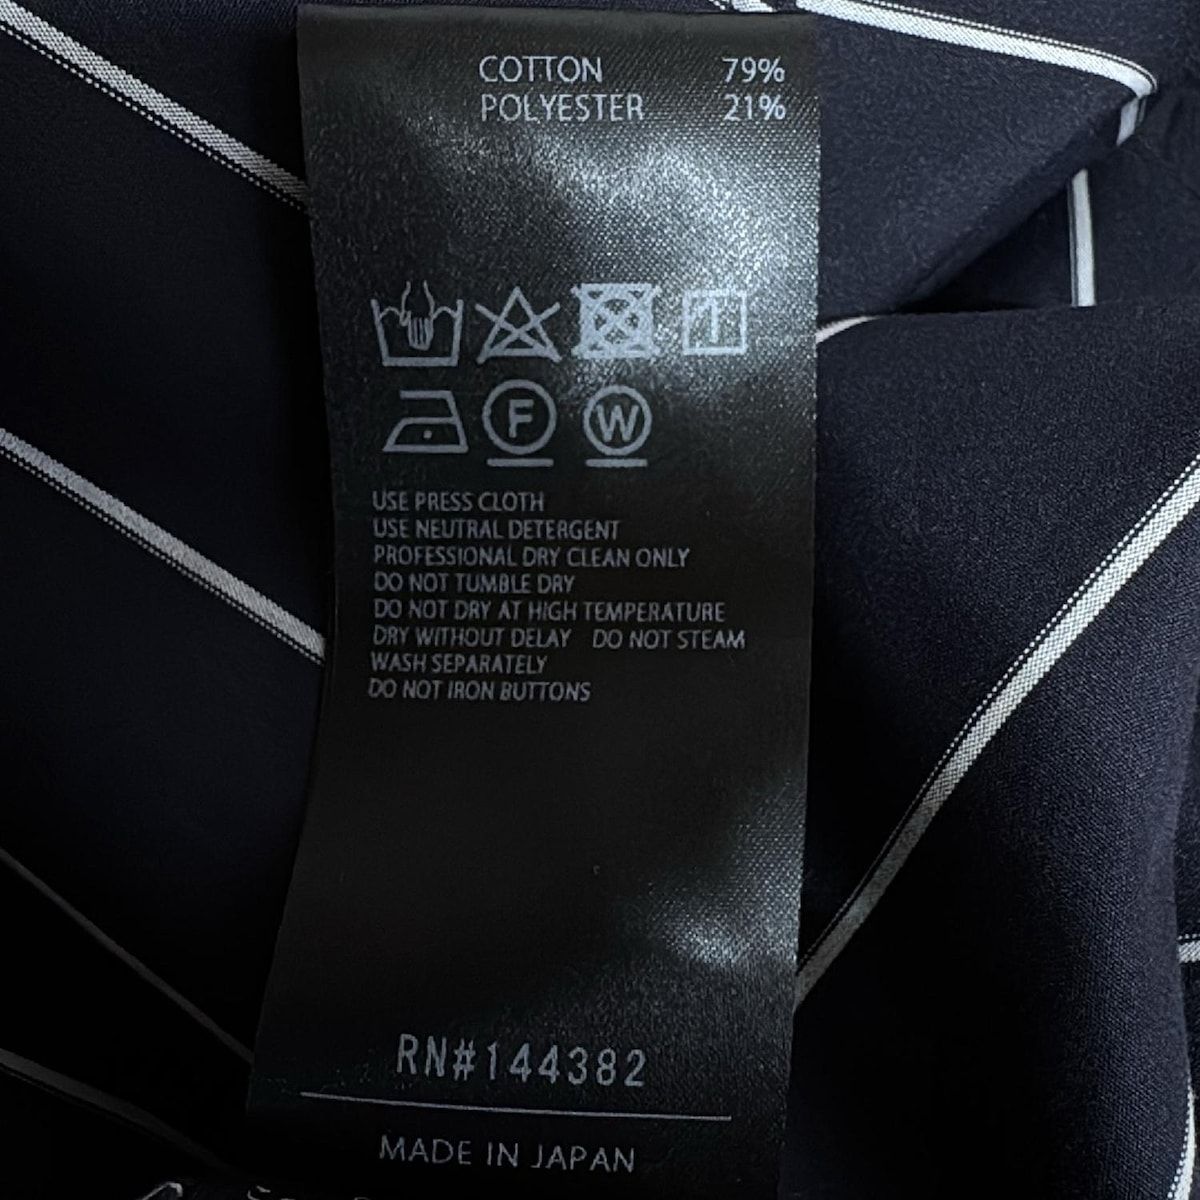 COTTON 79%
POLYESTER 21%
F W
USE PRESS CLOTH
USE NEUTRAL DETERGENT
PROFESSIONAL DRY CLEAN ONLY
DO NOT TUMBLE DRY
DO NOT DRY AT HIGH TEMPERATURE
DRY WITHOUT DELAY DO NOT STEAM
WASH SEPARATELY
DO NOT IRON BUTTONS
RN#144382
MADE IN JAPAN